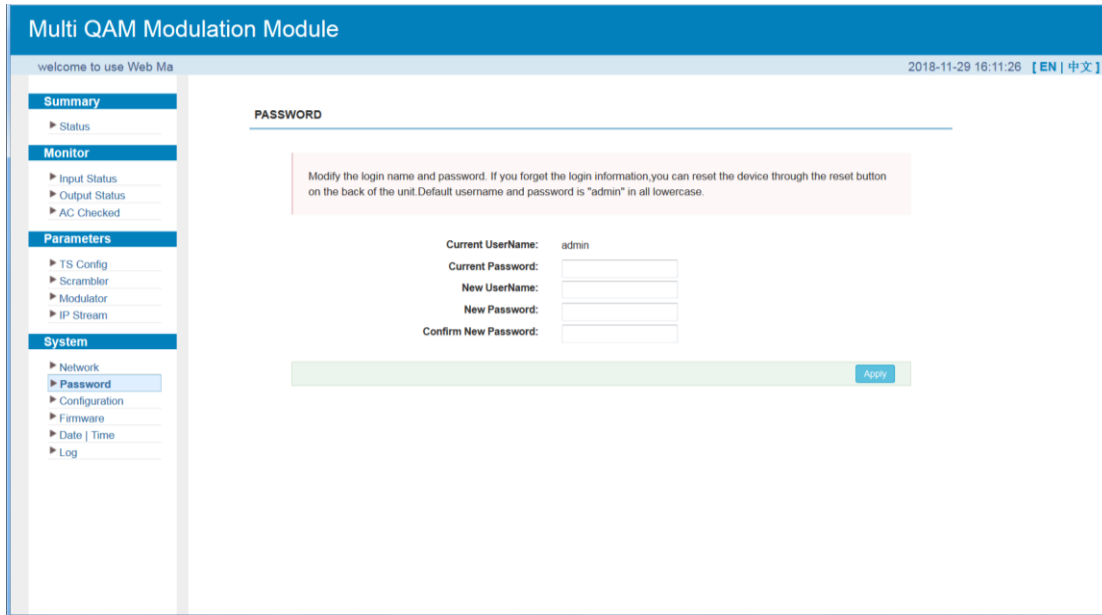 Multi QAM Modulation Module
welcome to use Web Ma
2018-11-29 16:11:26 [ EN | 中文 ]
Summary
Status
Monitor
Input Status
Output Status
AC Checked
Parameters
TS Config
Scrambler
Modulator
IP Stream
System
Network
Password
Configuration
Firmware
Date | Time
Log
PASSWORD
Modify the login name and password. If you forget the login information,you can reset the device through the reset button
on the back of the unit.Default username and password is "admin" in all lowercase.
Current UserName: admin
Current Password:
New UserName:
New Password:
Confirm New Password:
Apply